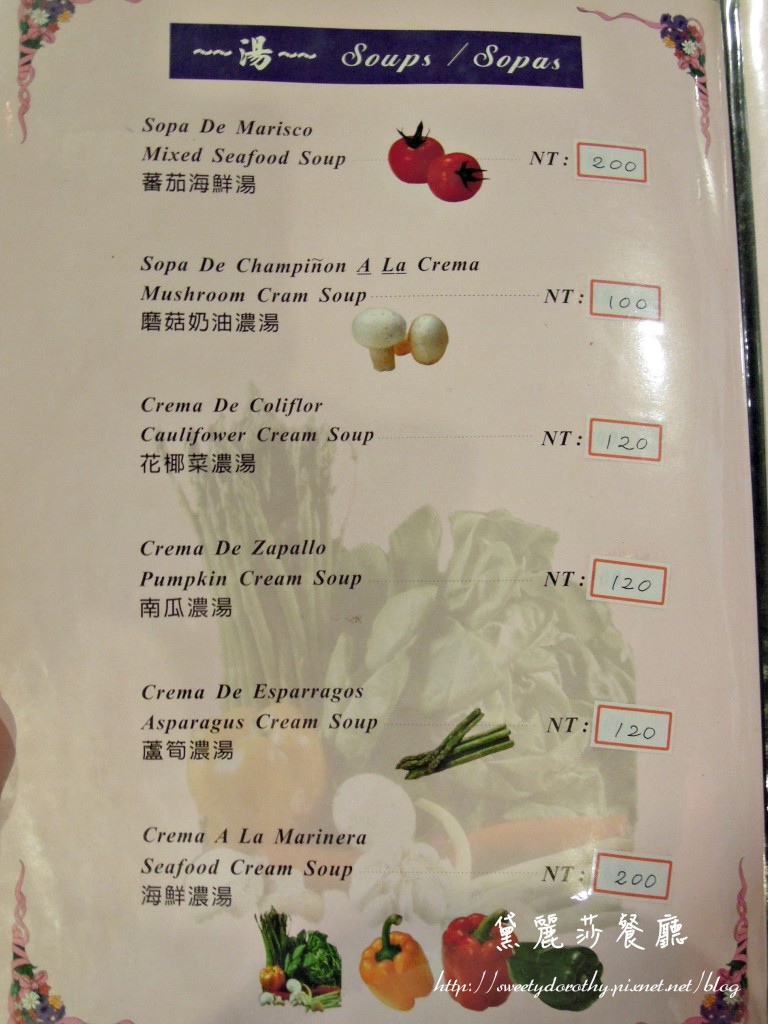 ~~湯~~ Soups / Sopas
Sopa De Marisco
Mixed Seafood Soup NT: 200
蕃茄海鮮湯
Sopa De Champiñon A La Crema
Mushroom Cram Soup NT: 100
磨菇奶油濃湯
Crema De Coliflor
Caulifower Cream Soup NT: 120
花椰菜濃湯
Crema De Zapallo
Pumpkin Cream Soup NT: 120
南瓜濃湯
Crema De Esparragos
Asparagus Cream Soup NT: 120
蘆筍濃湯
Crema A La Marinera
Seafood Cream Soup NT: 200
海鮮濃湯
黛麗莎餐廳
http://sweetydorothy.pixnet.net/blog